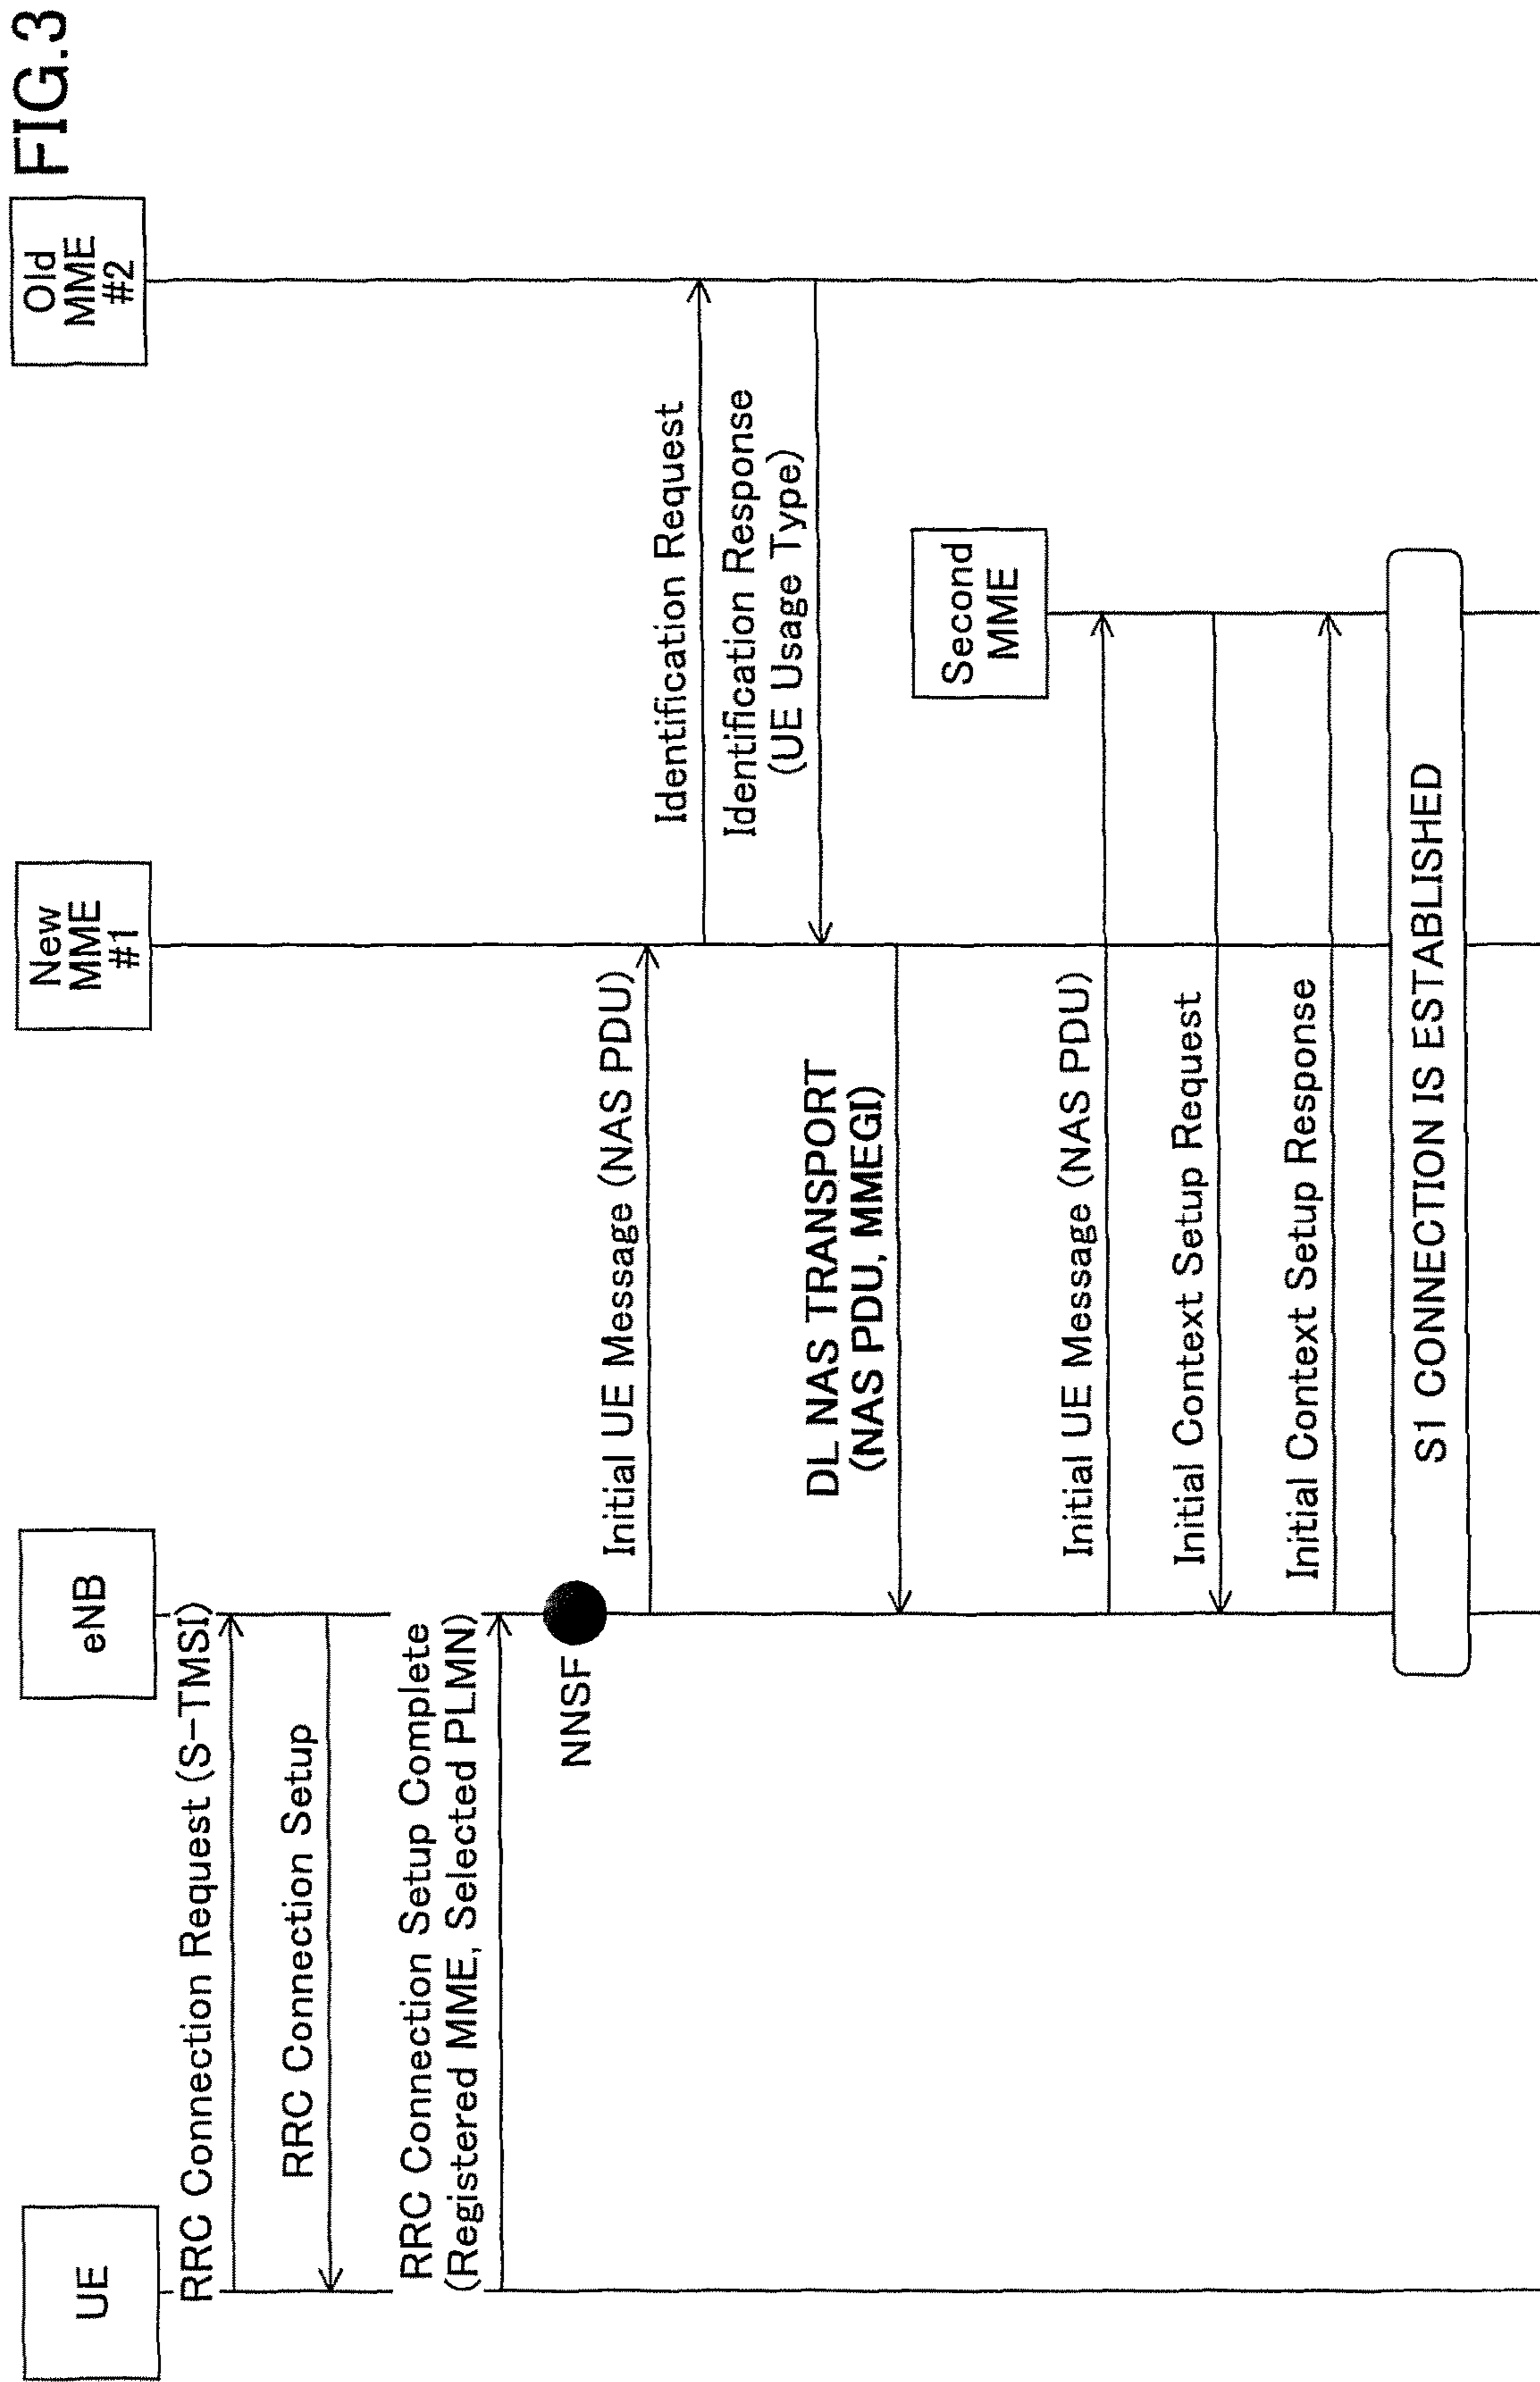 FIG.3
UE
eNB
New
MME
#1
Old
MME
#2
RRC Connection Request (S-TMSI)
RRC Connection Setup
RRC Connection Setup Complete
(Registered MME, Selected PLMN)
NNSF
Initial UE Message (NAS PDU)
Identification Request
Identification Response
(UE Usage Type)
DL NAS TRANSPORT
(NAS PDU, MMEGI)
Second
MME
Initial UE Message (NAS PDU)
Initial Context Setup Request
Initial Context Setup Response
S1 CONNECTION IS ESTABLISHED